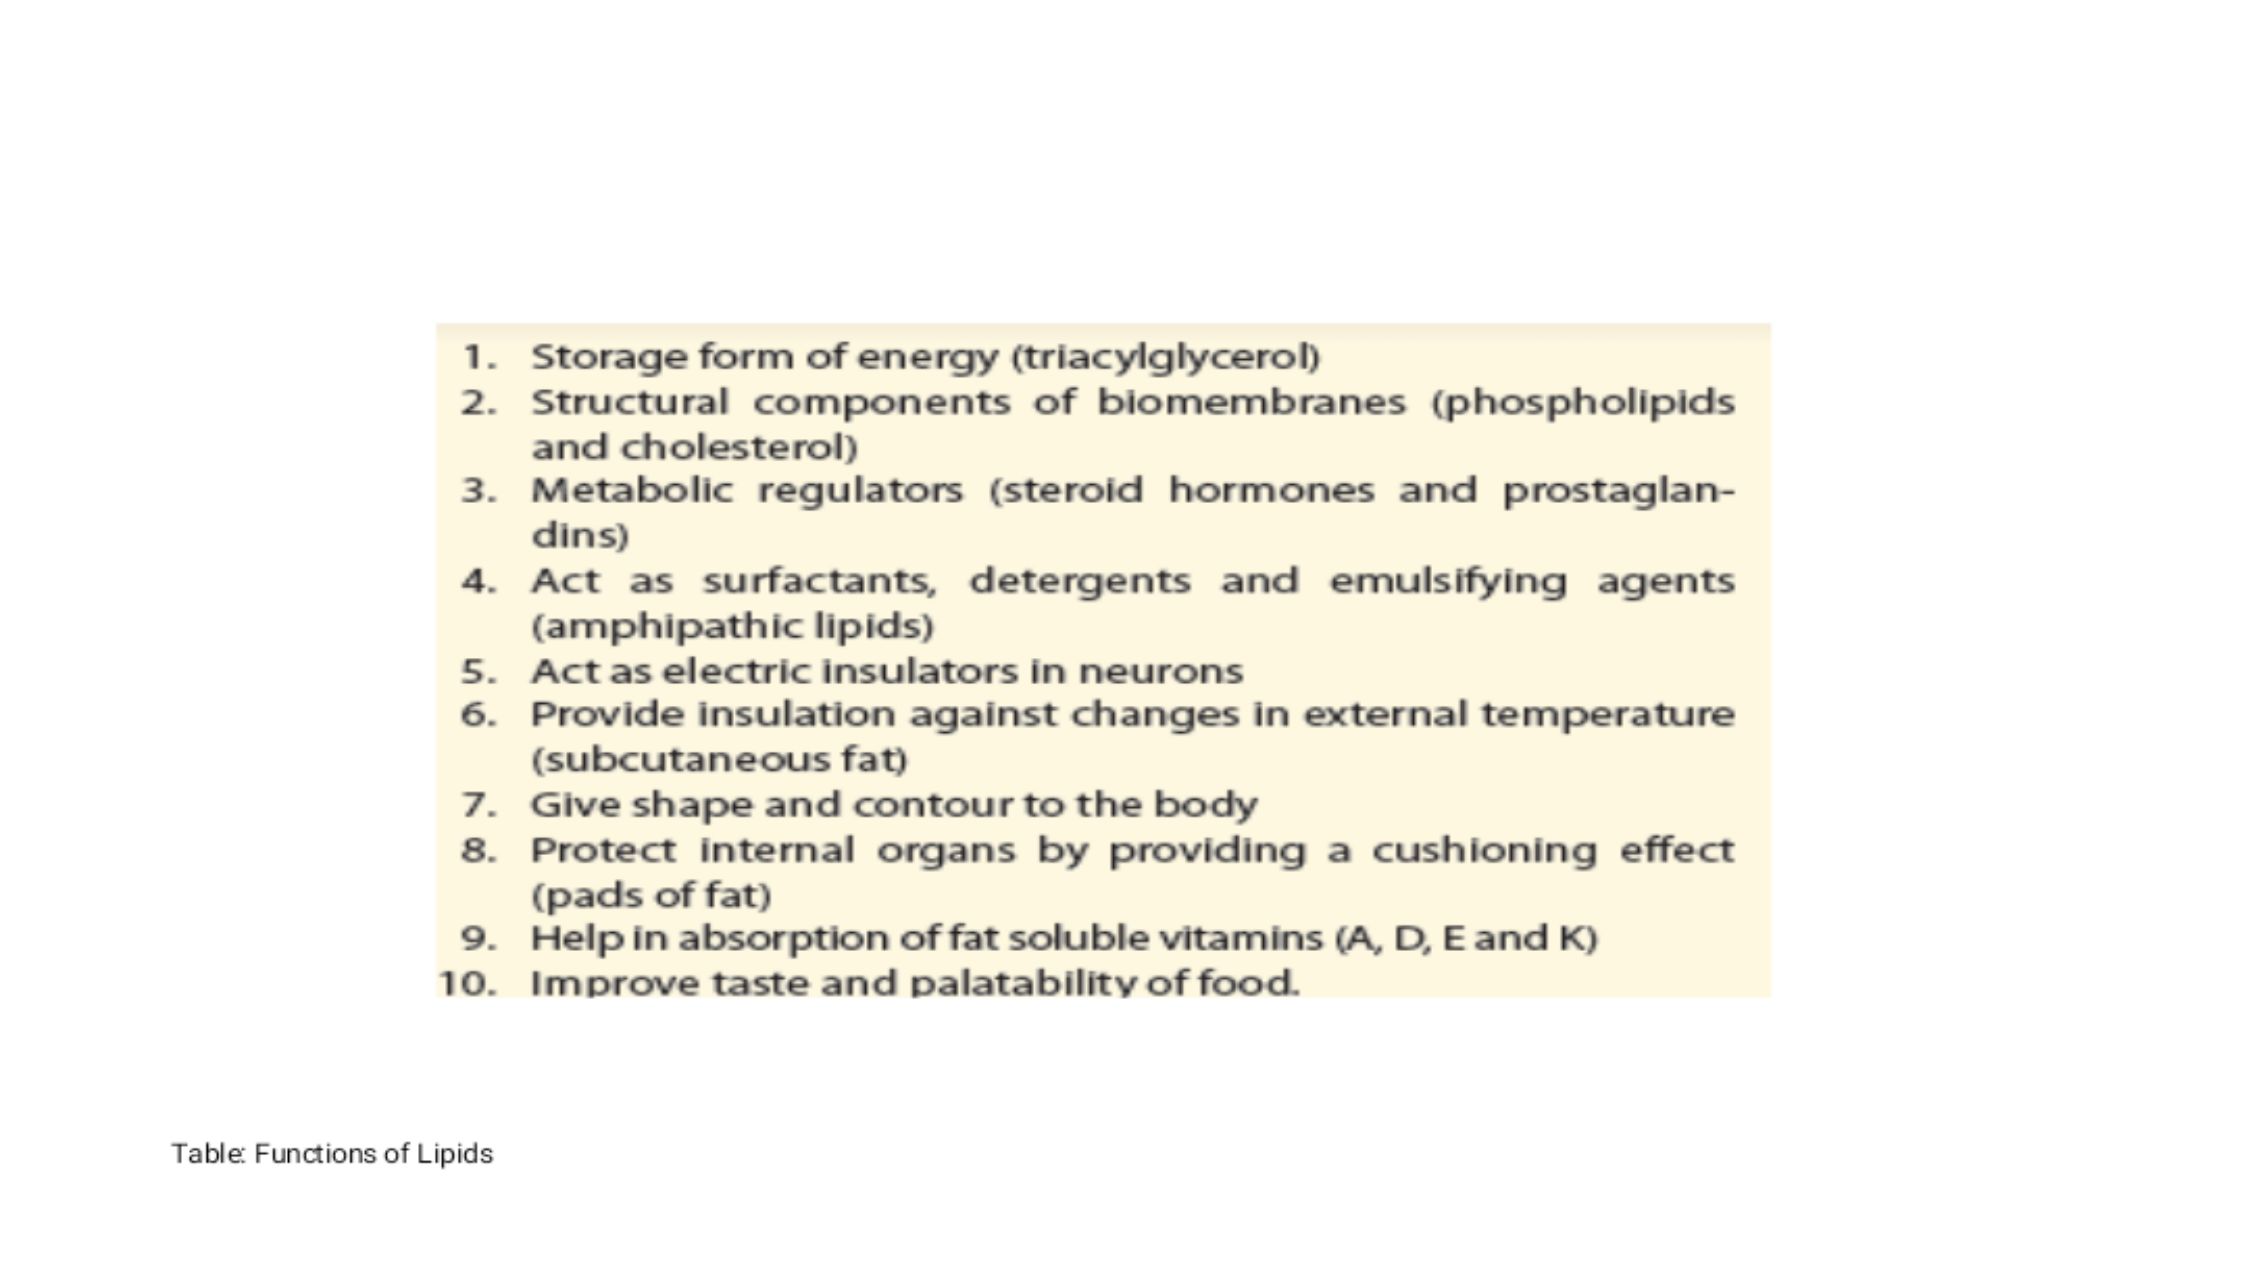 1. Storage form of energy (triacylglycerol)
2. Structural components of biomembranes (phospholipids
and cholesterol)
3. Metabolic regulators (steroid hormones and prostaglan-
dins)
4. Act as surfactants, detergents and emulsifying agents
(amphipathic lipids)
5. Act as electric insulators in neurons
6. Provide insulation against changes in external temperature
(subcutaneous fat)
7. Give shape and contour to the body
8. Protect internal organs by providing a cushioning effect
(pads of fat)
9. Help in absorption of fat soluble vitamins (A, D, E and K)
10. Improve taste and palatability of food.
Table: Functions of Lipids